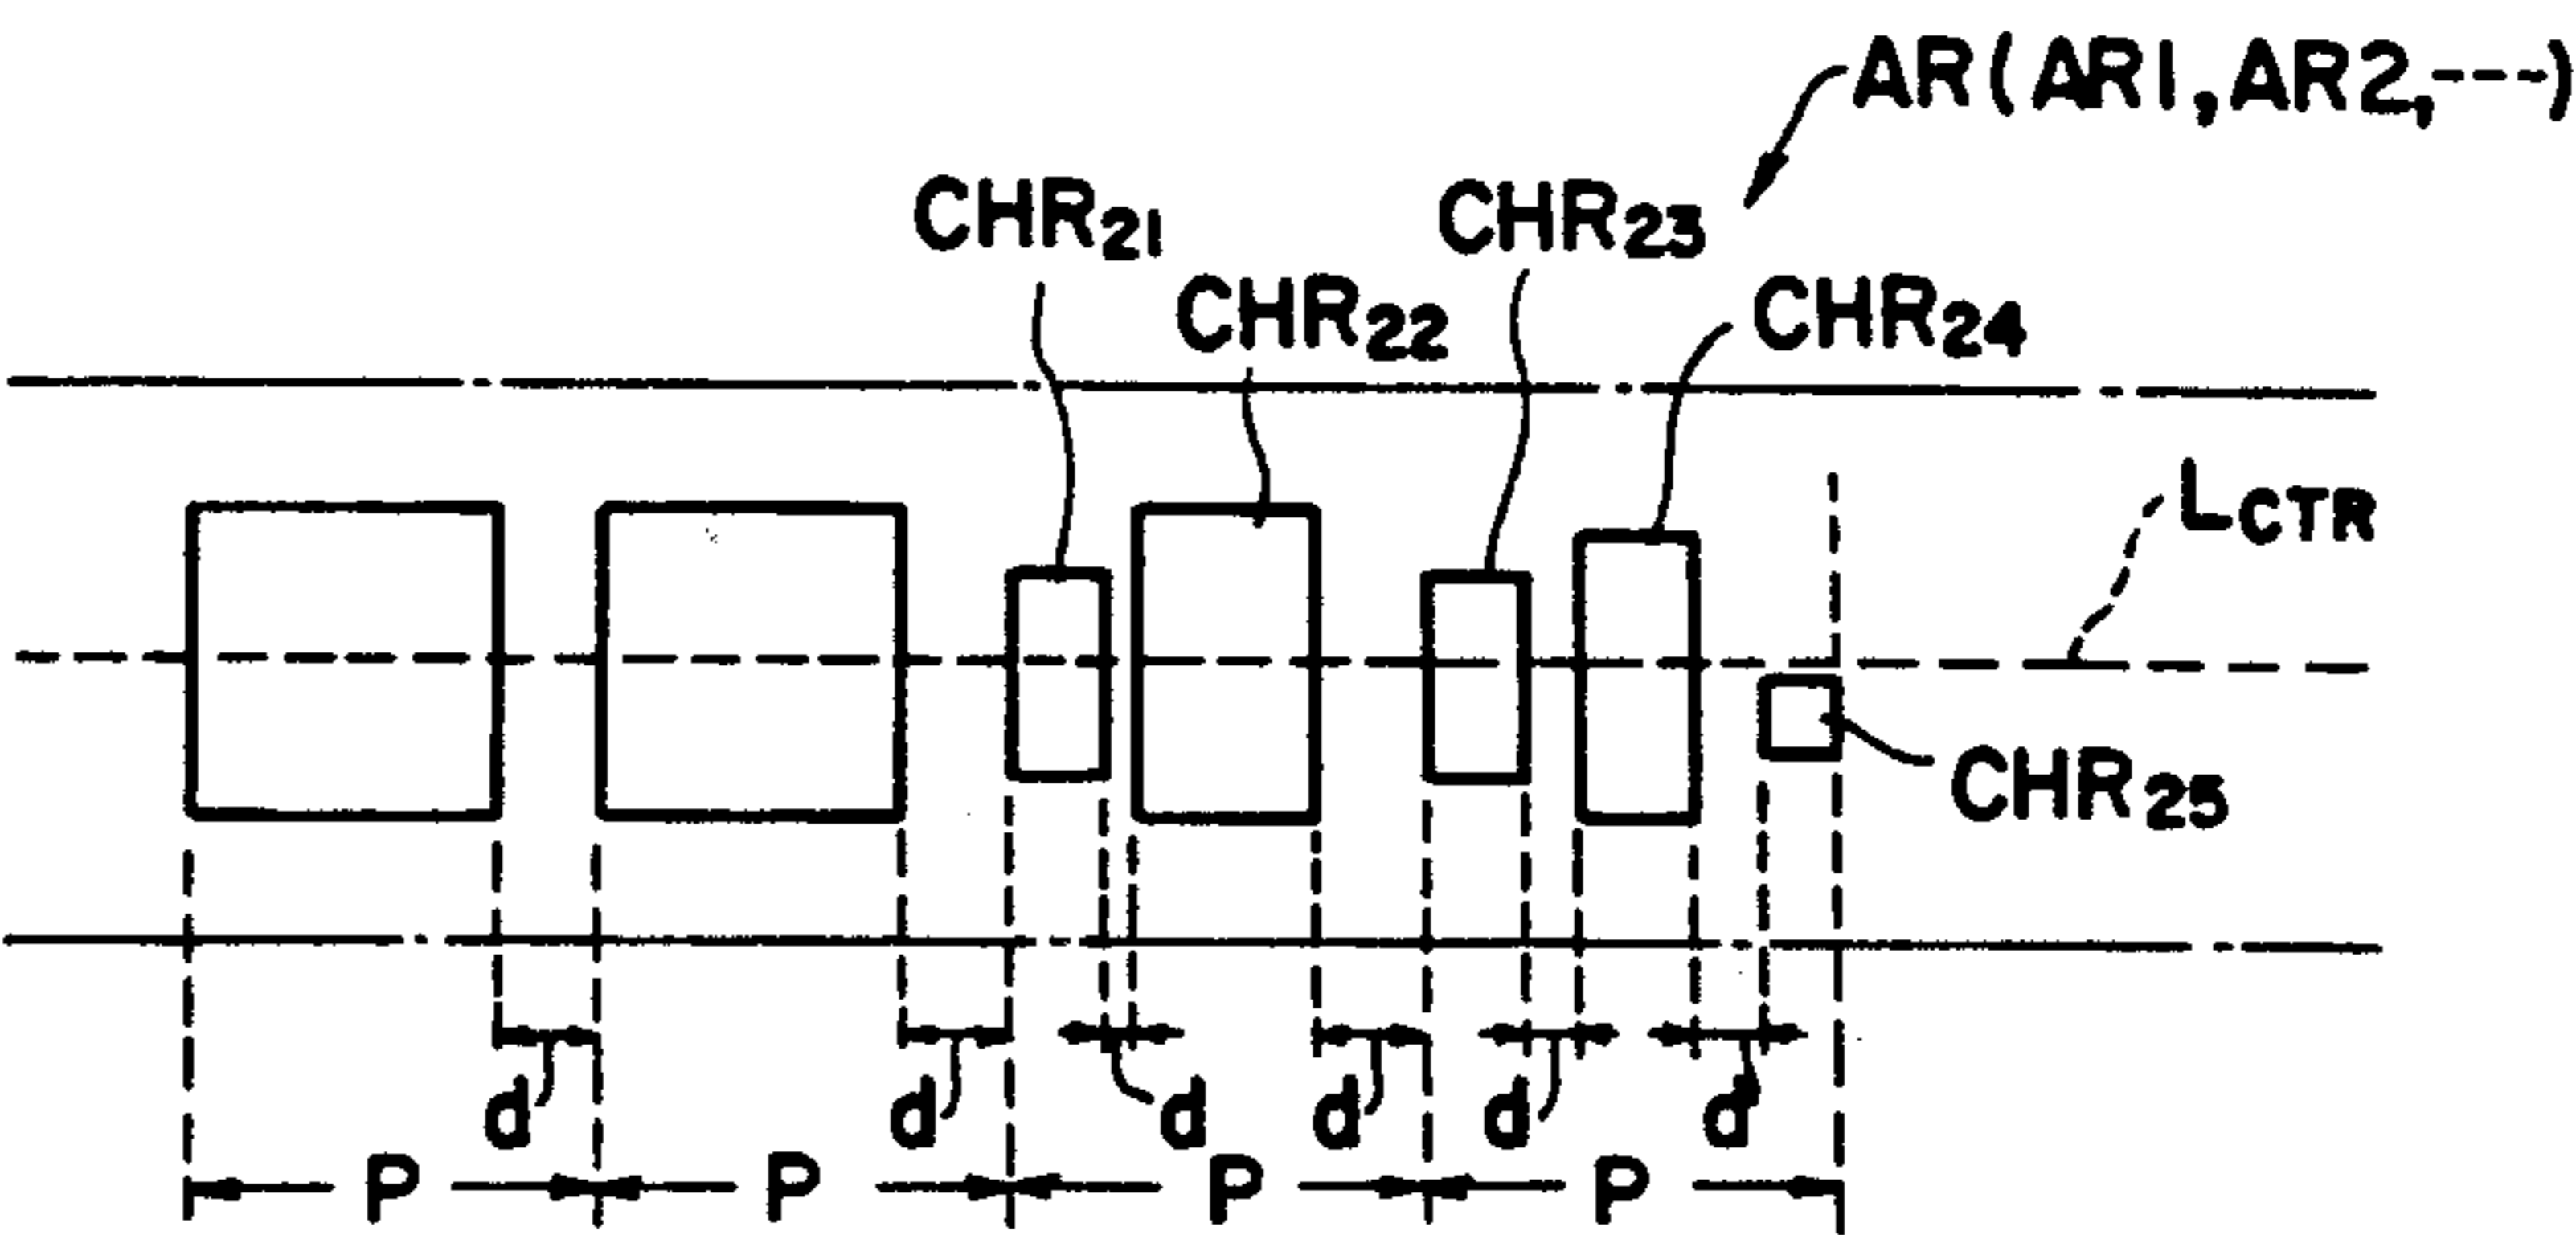 AR(AR1,AR2,----)
CHR21
CHR23
CHR22
CHR24
LCTR
CHR25
d d d d d d
P P P P